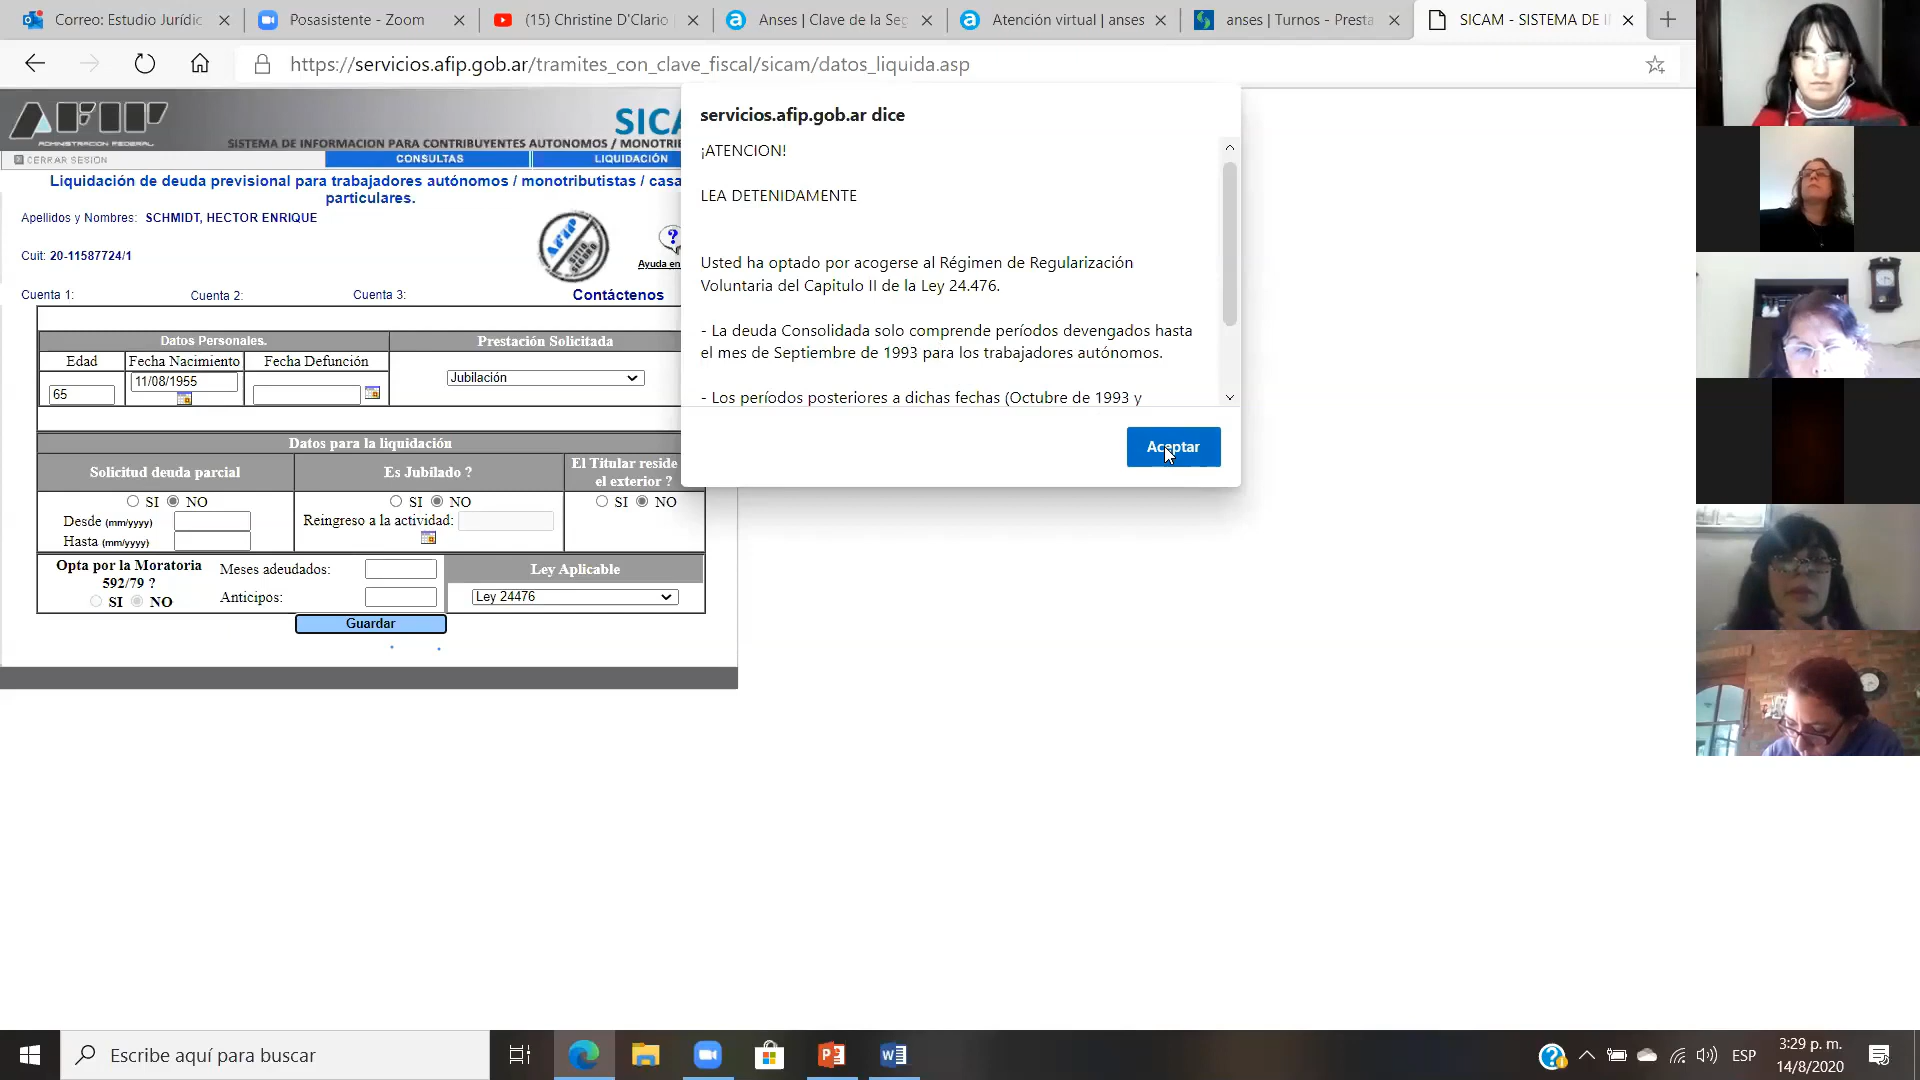 Correo: Estudio Jurídic
Posasistente - Zoom
(15) Christine D'Clario
Anses | Clave de la Seg
Atención virtual | anses
anses | Turnos - Presta
SICAM - SISTEMA DE I
https://servicios.afip.gob.ar/tramites_con_clave_fiscal/sicam/datos_liquida.asp
AFIP
ADMINISTRACION FEDERAL
SICA
SISTEMA DE INFORMACION PARA CONTRIBUYENTES AUTONOMOS / MONOTRIB
CERRAR SESION
CONSULTAS
LIQUIDACIÓN
Liquidación de deuda previsional para trabajadores autónomos / monotributistas / casa
particulares.
Apellidos y Nombres: SCHMIDT, HECTOR ENRIQUE
Cuit: 20-11587724/1
AFIP
SITIO
SEGURO
?
Ayuda en
Cuenta 1:
Cuenta 2:
Cuenta 3:
Contáctenos
Datos Personales.
Prestación Solicitada
Edad
Fecha Nacimiento
Fecha Defunción
Jubilación
65
11/08/1955
Datos para la liquidación
Solicitud deuda parcial
Es Jubilado ?
El Titular reside
el exterior ?
SI NO
SI NO
SI NO
Desde (mm/yyyy)
Reingreso a la actividad:
Hasta (mm/yyyy)
Opta por la Moratoria
592/79 ?
SI NO
Meses adeudados:
Anticipos:
Ley Aplicable
Ley 24476
Guardar
servicios.afip.gob.ar dice
¡ATENCION!
LEA DETENIDAMENTE
Usted ha optado por acogerse al Régimen de Regularización
Voluntaria del Capitulo II de la Ley 24.476.
- La deuda Consolidada solo comprende períodos devengados hasta
el mes de Septiembre de 1993 para los trabajadores autónomos.
- Los períodos posteriores a dichas fechas (Octubre de 1993 y
Aceptar
Escribe aquí para buscar
ESP
3:29 p. m.
14/8/2020